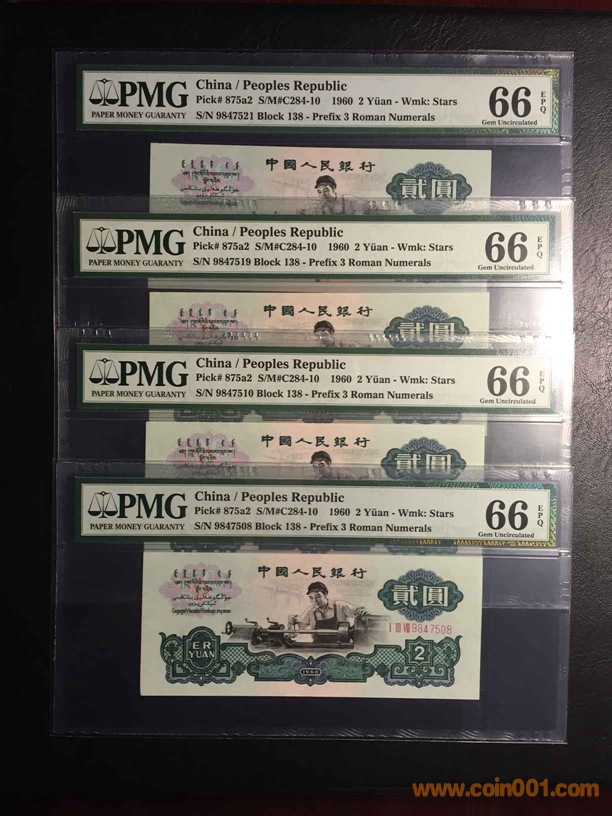 PMG
PAPER MONEY GUARANTY
China / Peoples Republic
Pick# 875a2 S/M#C284-10 1960 2 Yüan - Wmk: Stars
S/N 9847521 Block 138 - Prefix 3 Roman Numerals
66 EPQ
Gem Uncirculated
中國人民銀行
貳圓
PMG
PAPER MONEY GUARANTY
China / Peoples Republic
Pick# 875a2 S/M#C284-10 1960 2 Yüan - Wmk: Stars
S/N 9847519 Block 138 - Prefix 3 Roman Numerals
66 EPQ
Gem Uncirculated
中國人民銀行
貳圓
PMG
PAPER MONEY GUARANTY
China / Peoples Republic
Pick# 875a2 S/M#C284-10 1960 2 Yüan - Wmk: Stars
S/N 9847510 Block 138 - Prefix 3 Roman Numerals
66 EPQ
Gem Uncirculated
中國人民銀行
貳圓
PMG
PAPER MONEY GUARANTY
China / Peoples Republic
Pick# 875a2 S/M#C284-10 1960 2 Yüan - Wmk: Stars
S/N 9847508 Block 138 - Prefix 3 Roman Numerals
66 EPQ
Gem Uncirculated
中國人民銀行
貳圓
I III VIII 9847508
ER
YUAN
2
1960
www.coin001.com